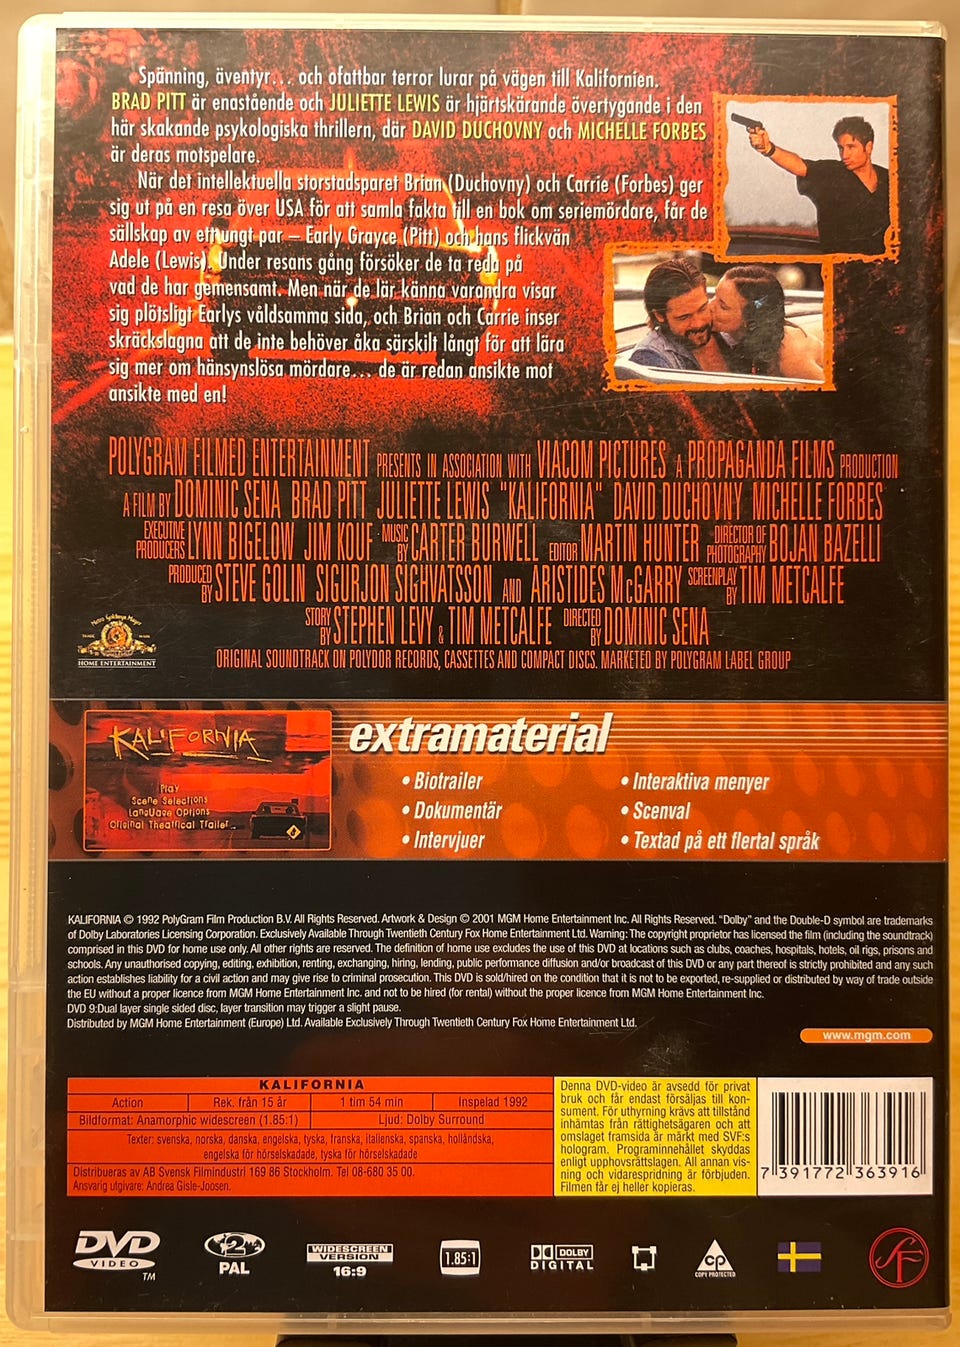 Spänning, äventyr... och ofattbar terror lurar på vägen till Kalifornien.
BRAD PITT är enastående och JULIETTE LEWIS är hjärtskärande övertygande i den
här skakande psykologiska thrillern, där DAVID DUCHOVNY och MICHELLE FORBES
är deras motspelare.
När det intellektuella storstadsparet Brian (Duchovny) och Carrie (Forbes) ger
sig ut på en resa över USA för att samla fakta till en bok om seriemördare, får de
sällskap av ett ungt par – Early Grayce (Pitt) och hans flickvän
Adele (Lewis). Under resans gång försöker de ta reda på
vad de har gemensamt. Men när de lär känna varandra visar
sig plötsligt Earlys våldsamma sida, och Brian och Carrie inser
skräckslagna att de inte behöver åka särskilt långt för att lära
sig mer om hänsynslösa mördare... de är redan ansikte mot
ansikte med en!
POLYGRAM FILMED ENTERTAINMENT PRESENTS IN ASSOCIATION WITH VIACOM PICTURES A PROPAGANDA FILMS PRODUCTION
A FILM BY DOMINIC SENA BRAD PITT JULIETTE LEWIS "KALIFORNIA" DAVID DUCHOVNY MICHELLE FORBES
EXECUTIVE PRODUCERS LYNN BIGELOW JIM KOUF MUSIC BY CARTER BURWELL EDITOR MARTIN HUNTER DIRECTOR OF PHOTOGRAPHY BOJAN BAZELLI
PRODUCED BY STEVE GOLIN SIGURJON SIGHVATSSON AND ARISTIDES McGARRY SCREENPLAY BY TIM METCALFE
STORY BY STEPHEN LEVY & TIM METCALFE DIRECTED BY DOMINIC SENA
Metro Goldwyn Mayer
TRADE MARK
HOME ENTERTAINMENT
ORIGINAL SOUNDTRACK ON POLYDOR RECORDS, CASSETTES AND COMPACT DISCS. MARKETED BY POLYGRAM LABEL GROUP
KALIFORNIA
Play
Scene Selections
Language Options
Original Theatrical Trailer
extramaterial
• Biotrailer
• Dokumentär
• Intervjuer
• Interaktiva menyer
• Scenval
• Textad på ett flertal språk
KALIFORNIA © 1992 PolyGram Film Production B.V. All Rights Reserved. Artwork & Design © 2001 MGM Home Entertainment Inc. All Rights Reserved. "Dolby" and the Double-D symbol are trademarks
of Dolby Laboratories Licensing Corporation. Exclusively Available Through Twentieth Century Fox Home Entertainment Ltd. Warning: The copyright proprietor has licensed the film (including the soundtrack)
comprised in this DVD for home use only. All other rights are reserved. The definition of home use excludes the use of this DVD at locations such as clubs, coaches, hospitals, hotels, oil rigs, prisons and
schools. Any unauthorised copying, editing, exhibition, renting, exchanging, hiring, lending, public performance diffusion and/or broadcast of this DVD or any part thereof is strictly prohibited and any such
action establishes liability for a civil action and may give rise to criminal prosecution. This DVD is sold/hired on the condition that it is not to be exported, re-supplied or distributed by way of trade outside
the EU without a proper licence from MGM Home Entertainment Inc. and not to be hired (for rental) without the proper licence from MGM Home Entertainment Inc.
DVD 9:Dual layer single sided disc, layer transition may trigger a slight pause.
Distributed by MGM Home Entertainment (Europe) Ltd. Available Exclusively Through Twentieth Century Fox Home Entertainment Ltd.
www.mgm.com
KALIFORNIA
Action Rek. från 15 år 1 tim 54 min Inspelad 1992
Bildformat: Anamorphic widescreen (1.85:1) Ljud: Dolby Surround
Texter: svenska, norska, danska, engelska, tyska, franska, italienska, spanska, holländska,
engelska för hörselskadade, tyska för hörselskadade
Distribueras av AB Svensk Filmindustri 169 86 Stockholm. Tel 08-680 35 00.
Ansvarig utgivare: Andrea Gisle-Joosen.
Denna DVD-video är avsedd för privat
bruk och får endast försäljas till kon-
sument. För uthyrning krävs att tillstånd
inhämtas från rättighetsägaren och att
omslaget framsida är märkt med SVF:s
hologram. Programinnehållet skyddas
enligt upphovsrättslagen. All annan vis-
ning och vidarespridning är förbjuden.
Filmen får ej heller kopieras.
7 391772 363916
DVD VIDEO TM
2 PAL
WIDESCREEN VERSION 16:9
1.85:1
DOLBY DIGITAL
CP COPY PROTECTED
SF